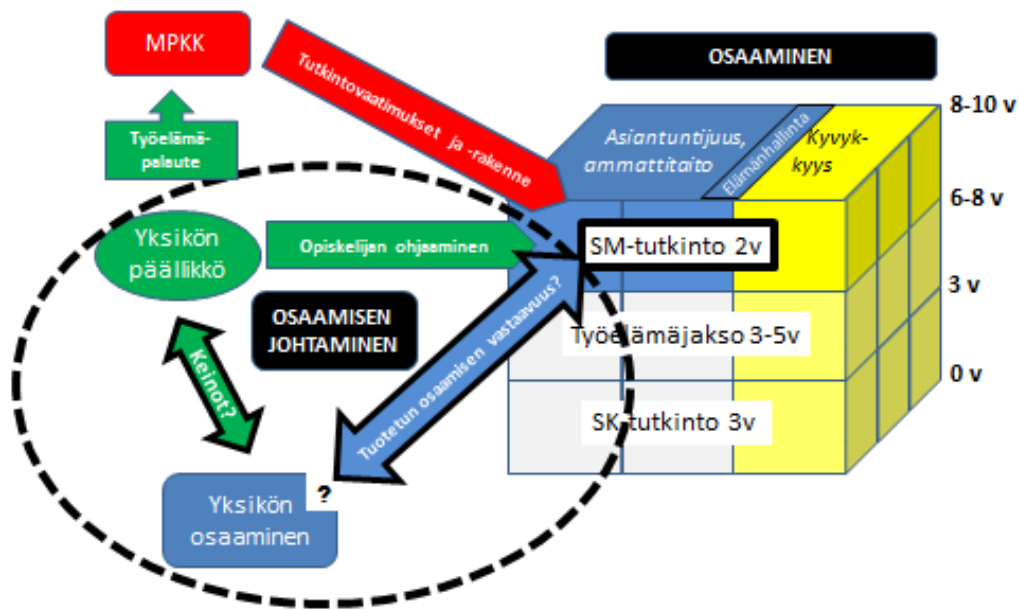 MPKK
Työelämä-
palaute
Tutkintovaatimukset ja -rakenne
OSAAMINEN
Asiantuntijuus,
ammattitaito
Elämänhallinta
Kyvyk-
kyys
8-10 v
6-8 v
3 v
0 v
Yksikön
päällikkö
Opiskelijan ohjaaminen
SM-tutkinto 2v
OSAAMISEN
JOHTAMINEN
Työelämäjakso 3-5v
Keinot?
Tuotetun osaamisen vastaavuus?
SK-tutkinto 3v
?
Yksikön
osaaminen